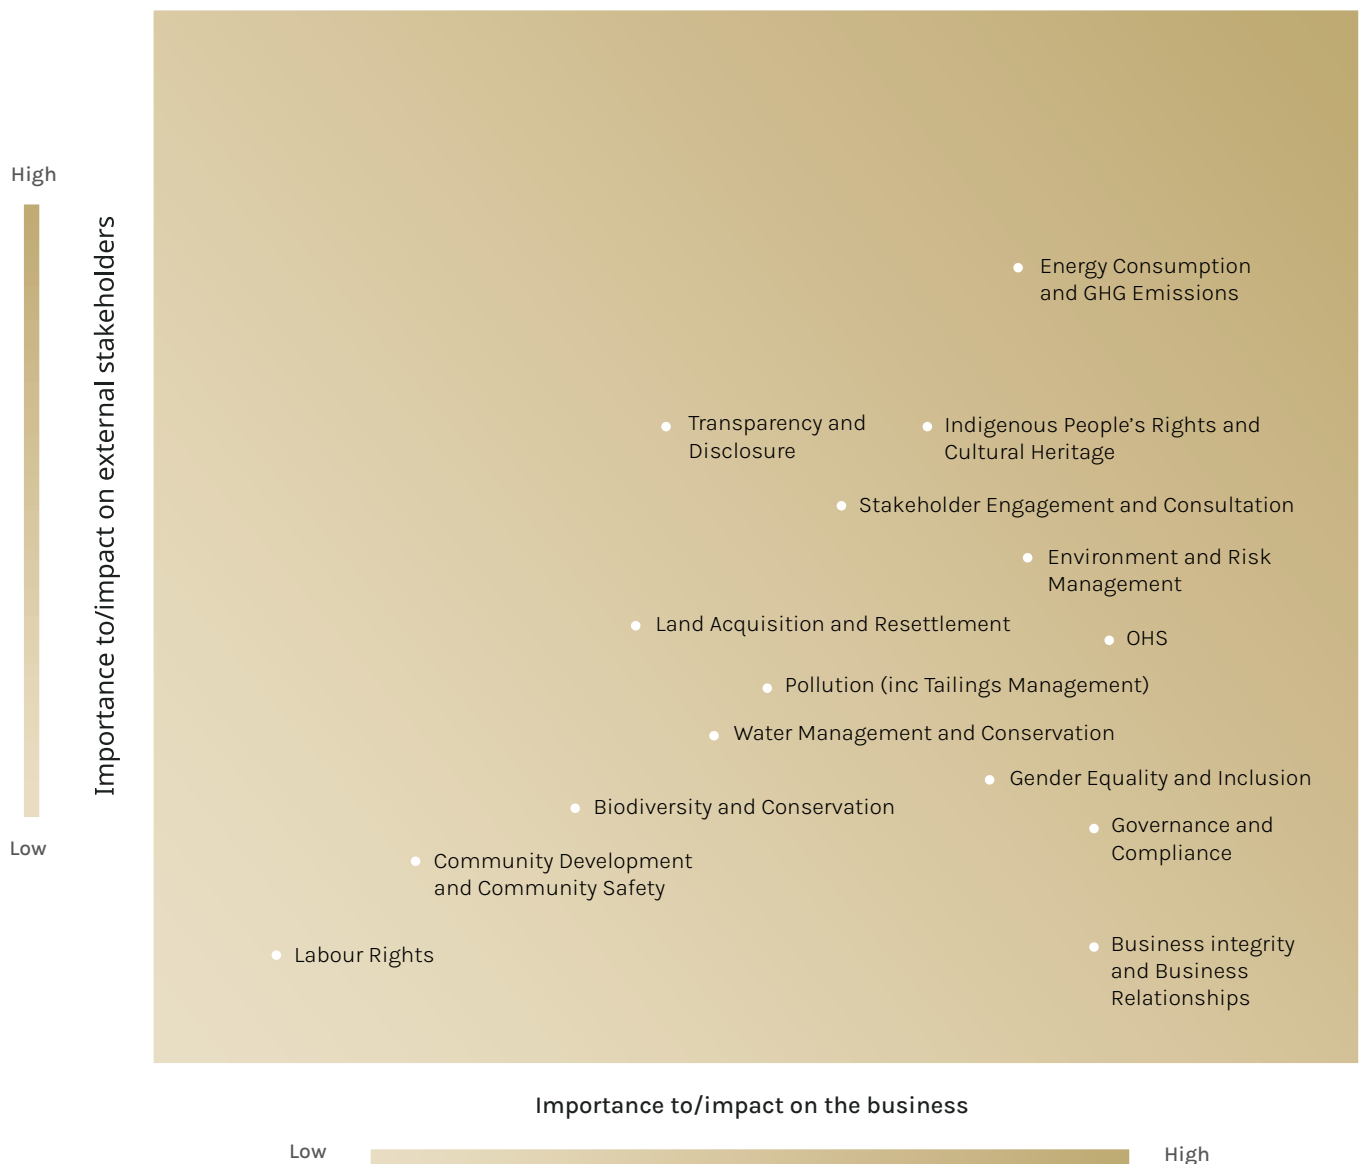 High
Importance to/impact on external stakeholders
Low
Energy Consumption
and GHG Emissions
Transparency and
Disclosure
Indigenous People’s Rights and
Cultural Heritage
Stakeholder Engagement and Consultation
Environment and Risk
Management
Land Acquisition and Resettlement
OHS
Pollution (inc Tailings Management)
Water Management and Conservation
Gender Equality and Inclusion
Biodiversity and Conservation
Governance and
Compliance
Community Development
and Community Safety
Labour Rights
Business integrity
and Business
Relationships
Importance to/impact on the business
Low
High